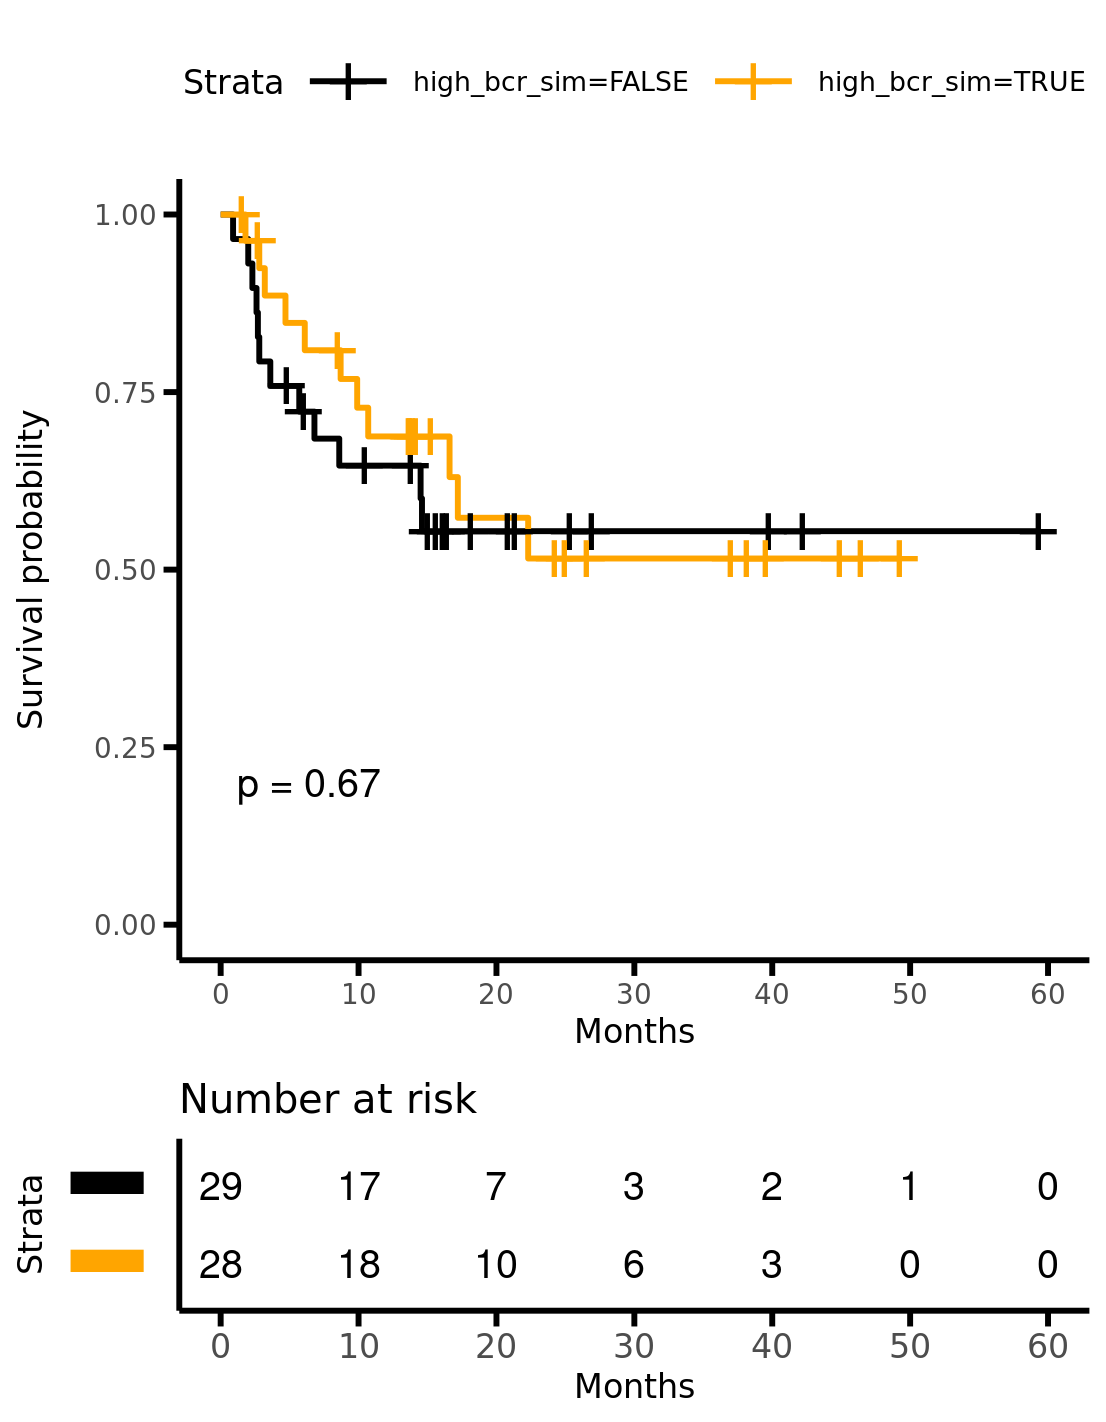 Strata high_bcr_sim=FALSE high_bcr_sim=TRUE
1.00
0.75
0.50
0.25
0.00
Survival probability
p = 0.67
0 10 20 30 40 50 60
Months
Number at risk
Strata
29 17 7 3 2 1 0
28 18 10 6 3 0 0
0 10 20 30 40 50 60
Months